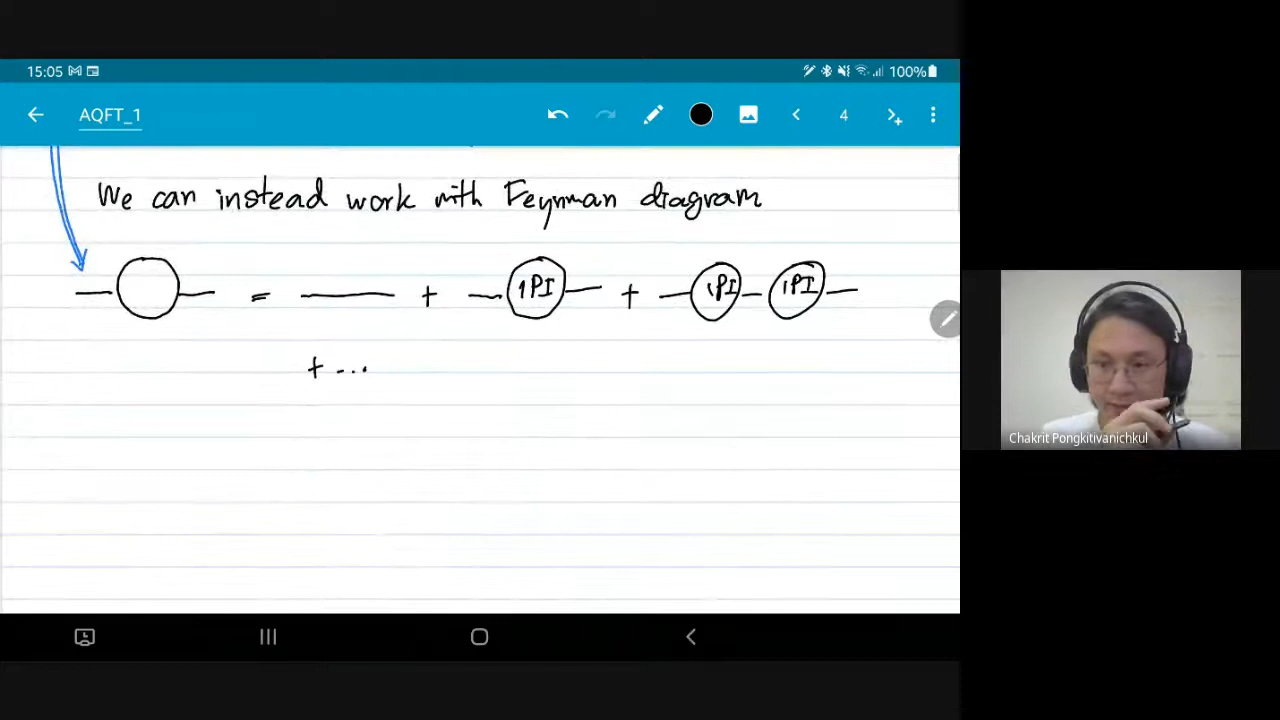 15:05 100%
AQFT_1 4
We can instead work with Feynman diagram
= + 1PI + 1PI 1PI
+ ...
Chakrit Pongkitivanichkul